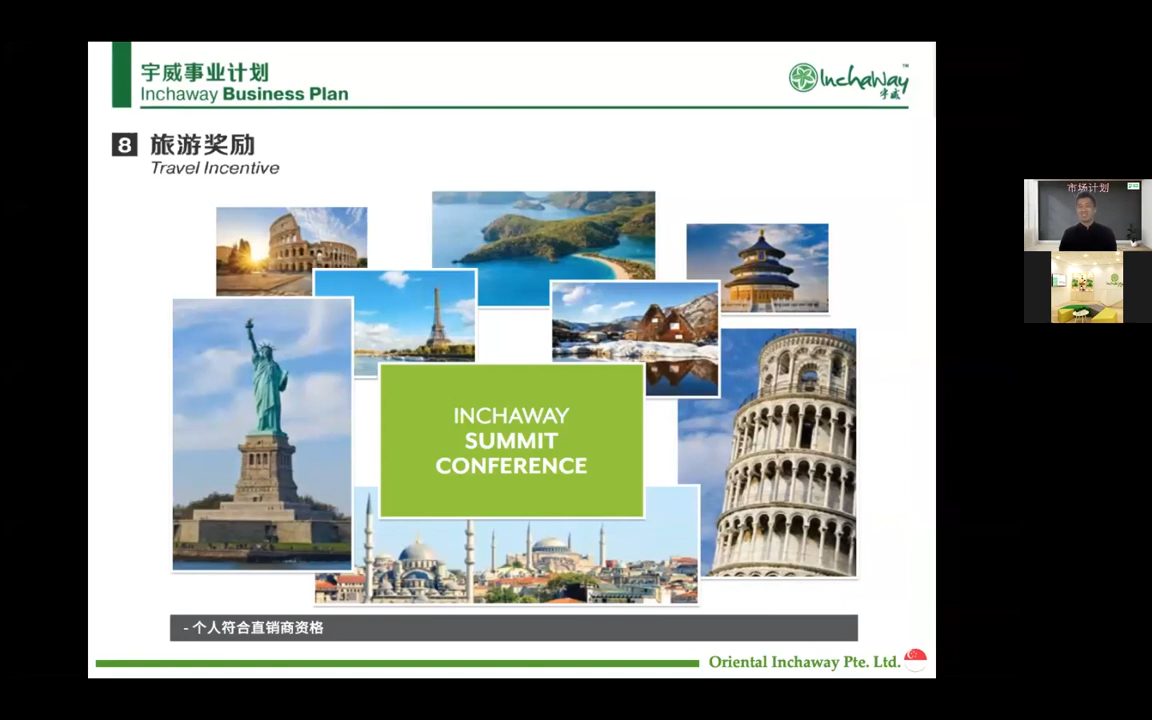 宇威事业计划
Inchaway Business Plan
Inchaway™
宇威
8 旅游奖励
Travel Incentive
INCHAWAY
SUMMIT
CONFERENCE
- 个人符合直销商资格
Oriental Inchaway Pte. Ltd.
市场计划